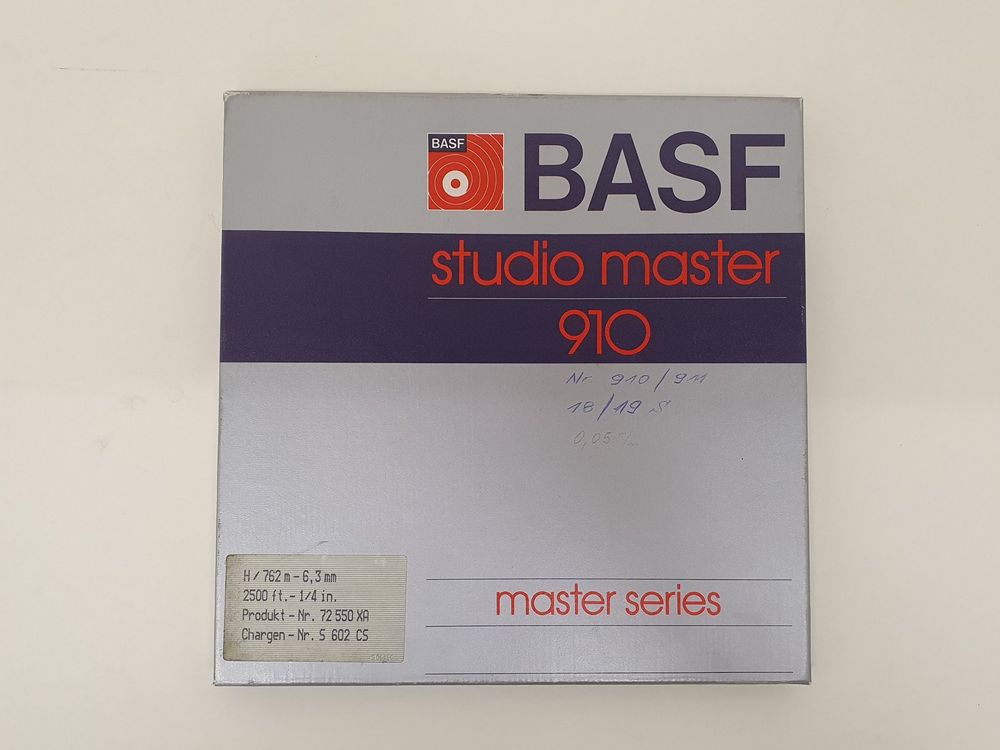 BASF
BASF
studio master
910
Nr. 910/911
18/19 S
0,05
H/762 m-6,3 mm
2500 ft.-1/4 in.
Produkt-Nr. 72 550 XA
Chargen-Nr. S 602 CS
master series